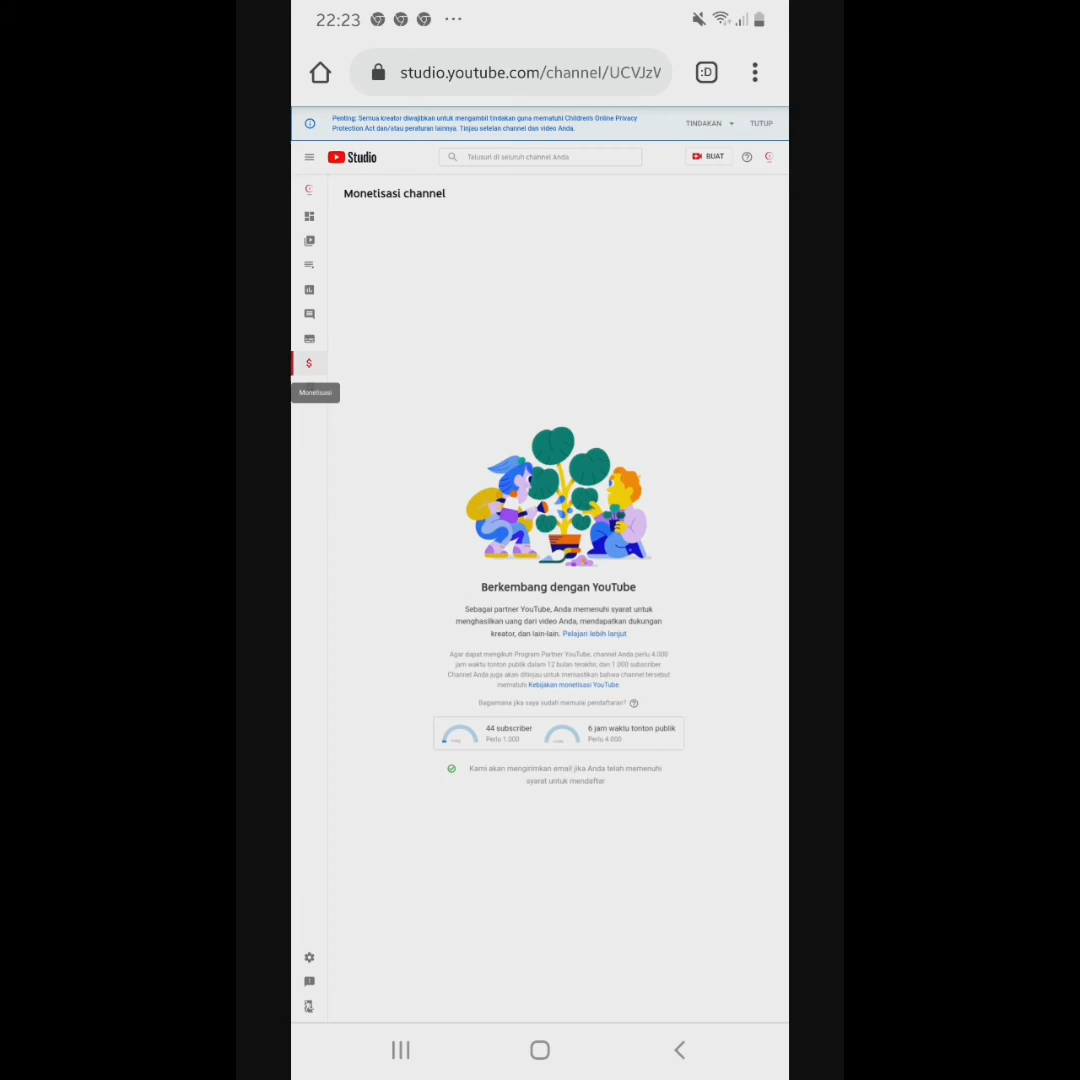 22:23
studio.youtube.com/channel/UCVJzV
:D
Penting: Semua kreator diwajibkan untuk mengambil tindakan guna mematuhi Children's Online Privacy
Protection Act dan/atau peraturan lainnya. Tinjau setelan channel dan video Anda.
TINDAKAN
TUTUP
Studio
Telusuri di seluruh channel Anda
BUAT
Monetisasi channel
Monetisasi
Berkembang dengan YouTube
Sebagai partner YouTube, Anda memenuhi syarat untuk
menghasilkan uang dari video Anda, mendapatkan dukungan
kreator, dan lain-lain. Pelajari lebih lanjut
Agar dapat mengikuti Program Partner YouTube, channel Anda perlu 4.000
jam waktu tonton publik dalam 12 bulan terakhir, dan 1.000 subscriber.
Channel Anda juga akan ditinjau untuk memastikan bahwa channel tersebut
mematuhi Kebijakan monetisasi YouTube.
Bagaimana jika saya sudah memulai pendaftaran?
44 subscriber
Perlu 1.000
6 jam waktu tonton publik
Perlu 4.000
Kami akan mengirimkan email jika Anda telah memenuhi
syarat untuk mendaftar